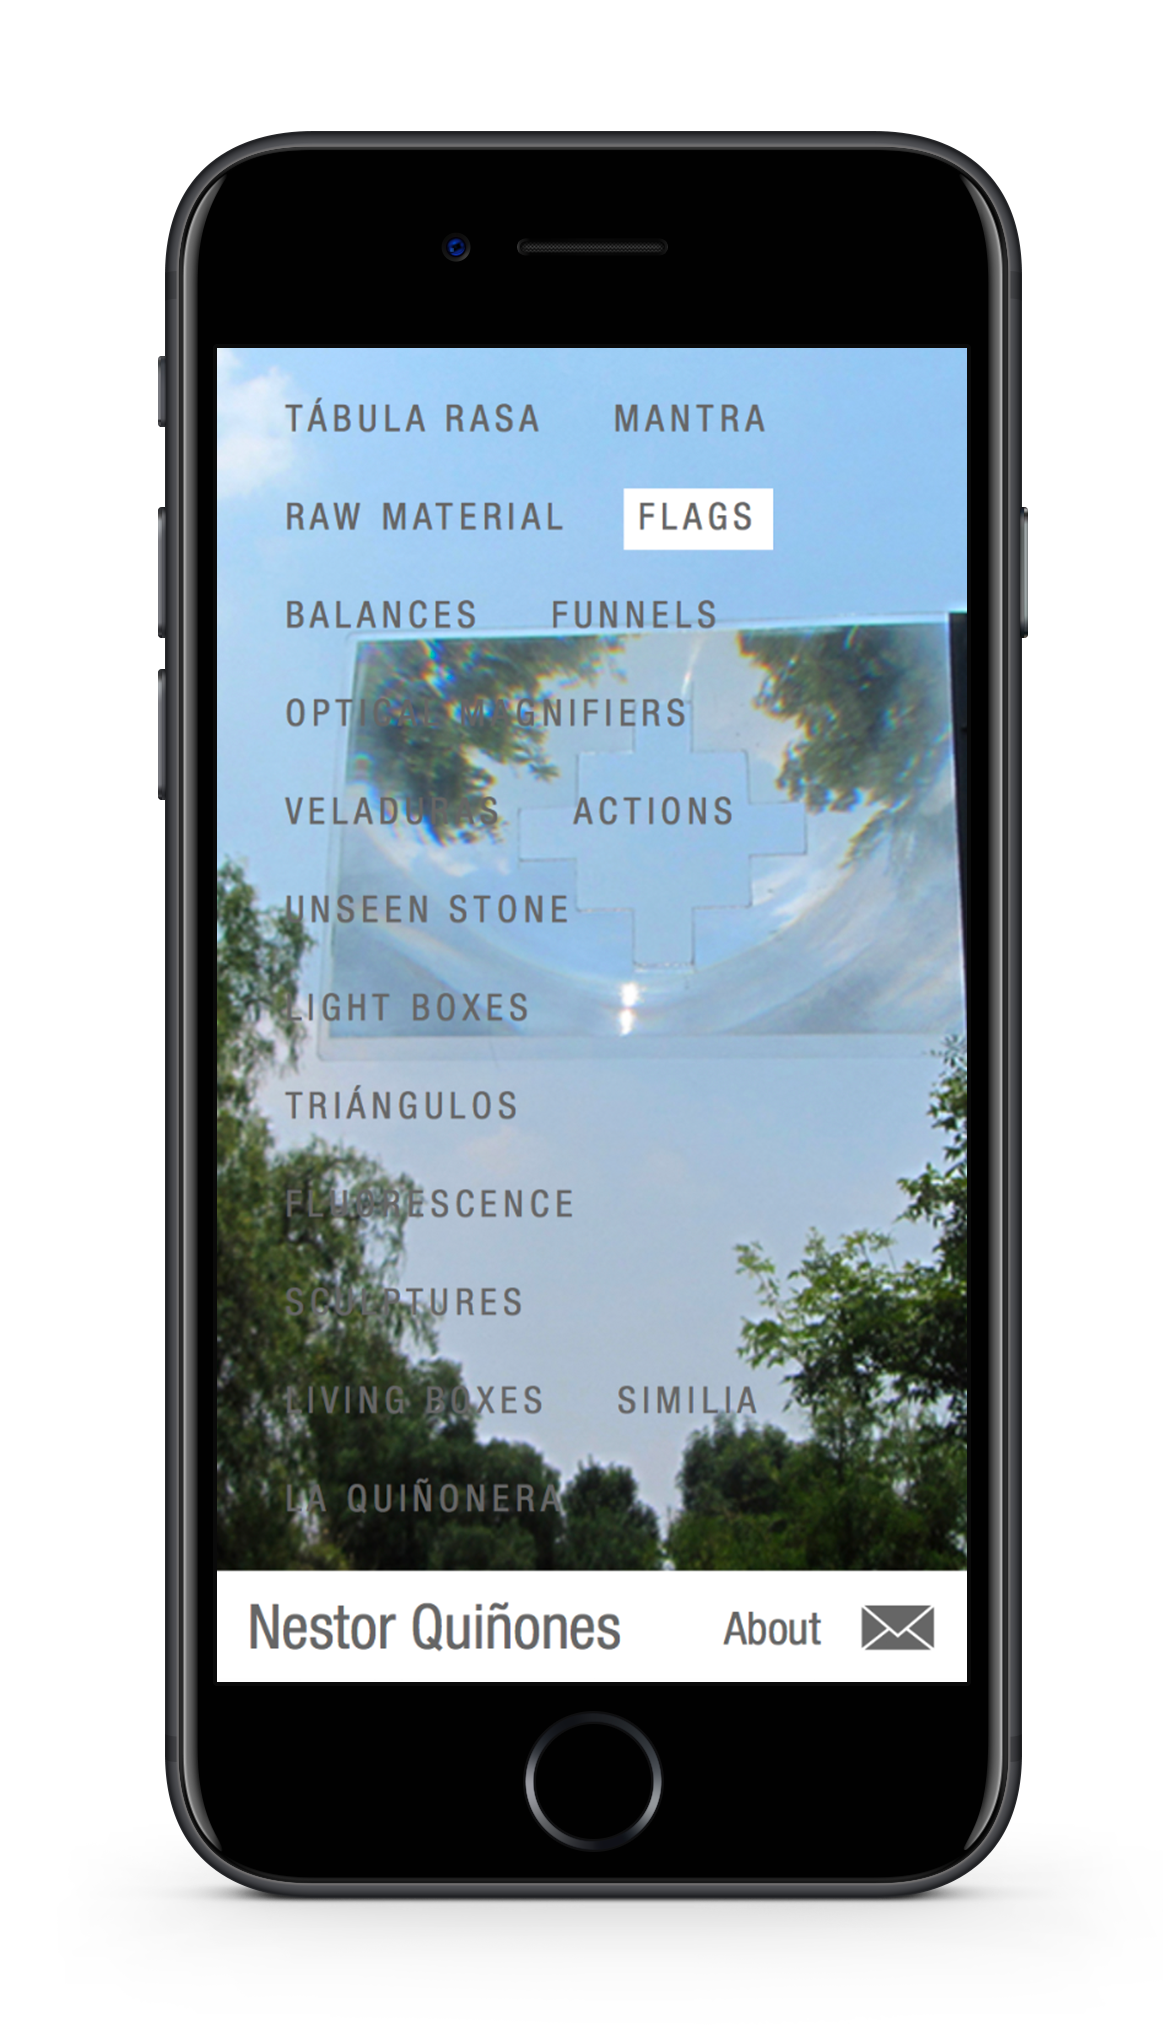 TÁBULA RASA MANTRA
RAW MATERIAL FLAGS
BALANCES FUNNELS
OPTICAL MAGNIFIERS
VELADURAS ACTIONS
UNSEEN STONE
LIGHT BOXES
TRIÁNGULOS
FLUORESCENCE
SCULPTURES
LIVING BOXES SIMILIA
LA QUIÑONERA
Nestor Quiñones About